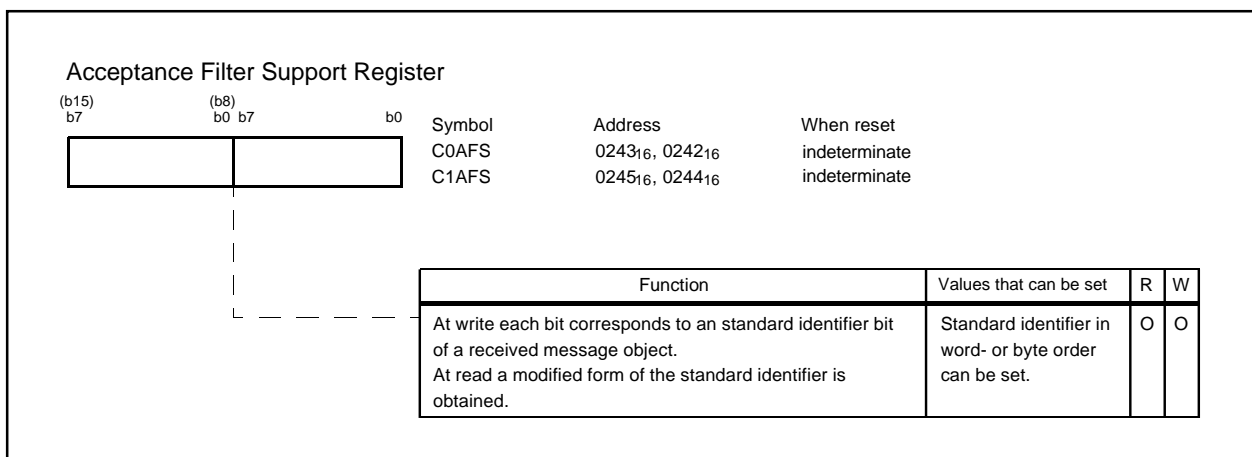 Acceptance Filter Support Register
(b15) (b8)
b7 b0 b7 b0
Symbol Address When reset
C0AFS 0243₁₆, 0242₁₆ indeterminate
C1AFS 0245₁₆, 0244₁₆ indeterminate
Function Values that can be set R W
At write each bit corresponds to an standard identifier bit Standard identifier in O O
of a received message object. word- or byte order
At read a modified form of the standard identifier is can be set.
obtained.